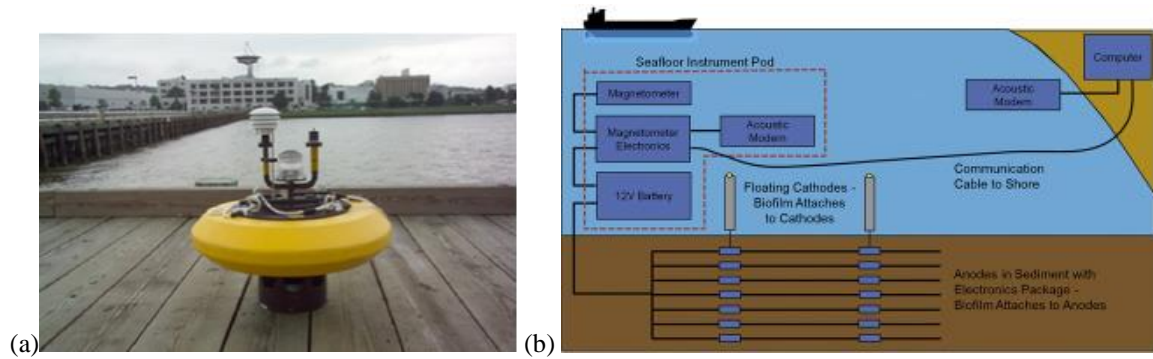 (a)
(b)
Seafloor Instrument Pod
Magnetometer
Magnetometer
Electronics
Acoustic
Modem
12V Battery
Floating Cathodes -
Biofilm Attaches
to Cathodes
Acoustic
Modem
Computer
Communication
Cable to Shore
Anodes in Sediment with
Electronics Package -
Biofilm Attaches to Anodes